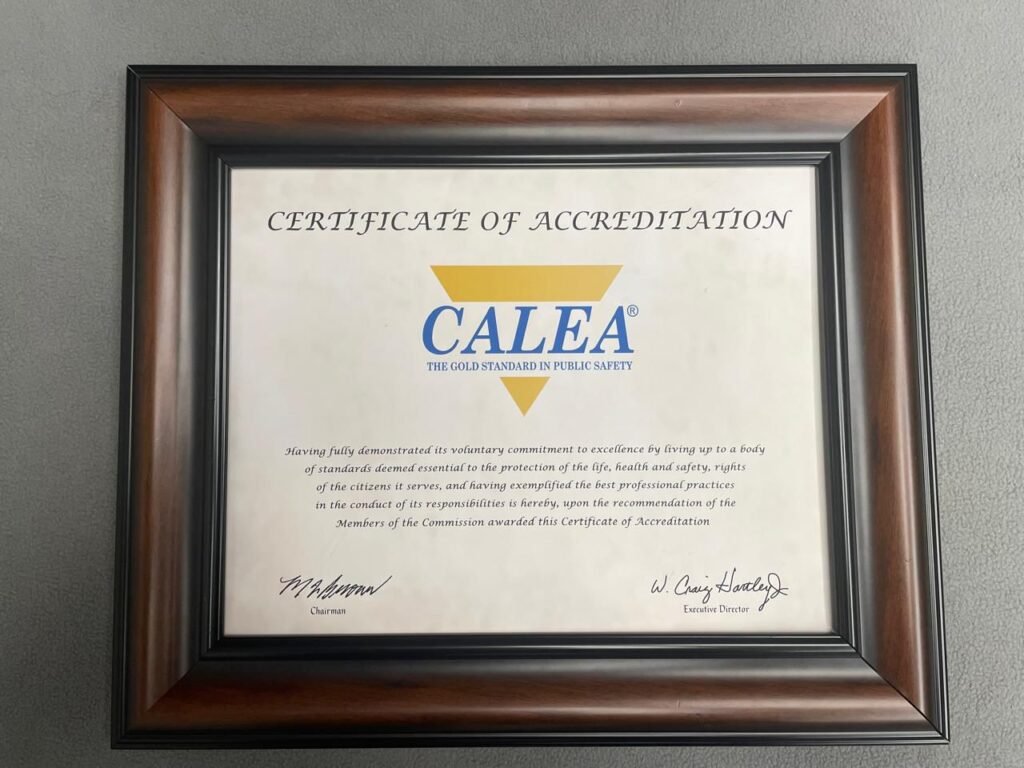 CERTIFICATE OF ACCREDITATION
CALEA®
THE GOLD STANDARD IN PUBLIC SAFETY
Having fully demonstrated its voluntary commitment to excellence by living up to a body
of standards deemed essential to the protection of the life, health and safety, rights
of the citizens it serves, and having exemplified the best professional practices
in the conduct of its responsibilities is hereby, upon the recommendation of the
Members of the Commission awarded this Certificate of Accreditation
W. Craig Hartley Jr
Chairman
Executive Director